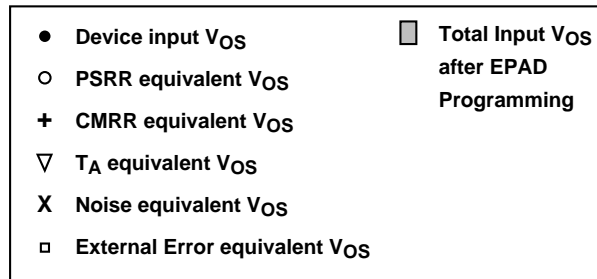 Device input VOS
PSRR equivalent VOS
CMRR equivalent VOS
TA equivalent VOS
X Noise equivalent VOS
External Error equivalent VOS
Total Input VOS
after EPAD
Programming